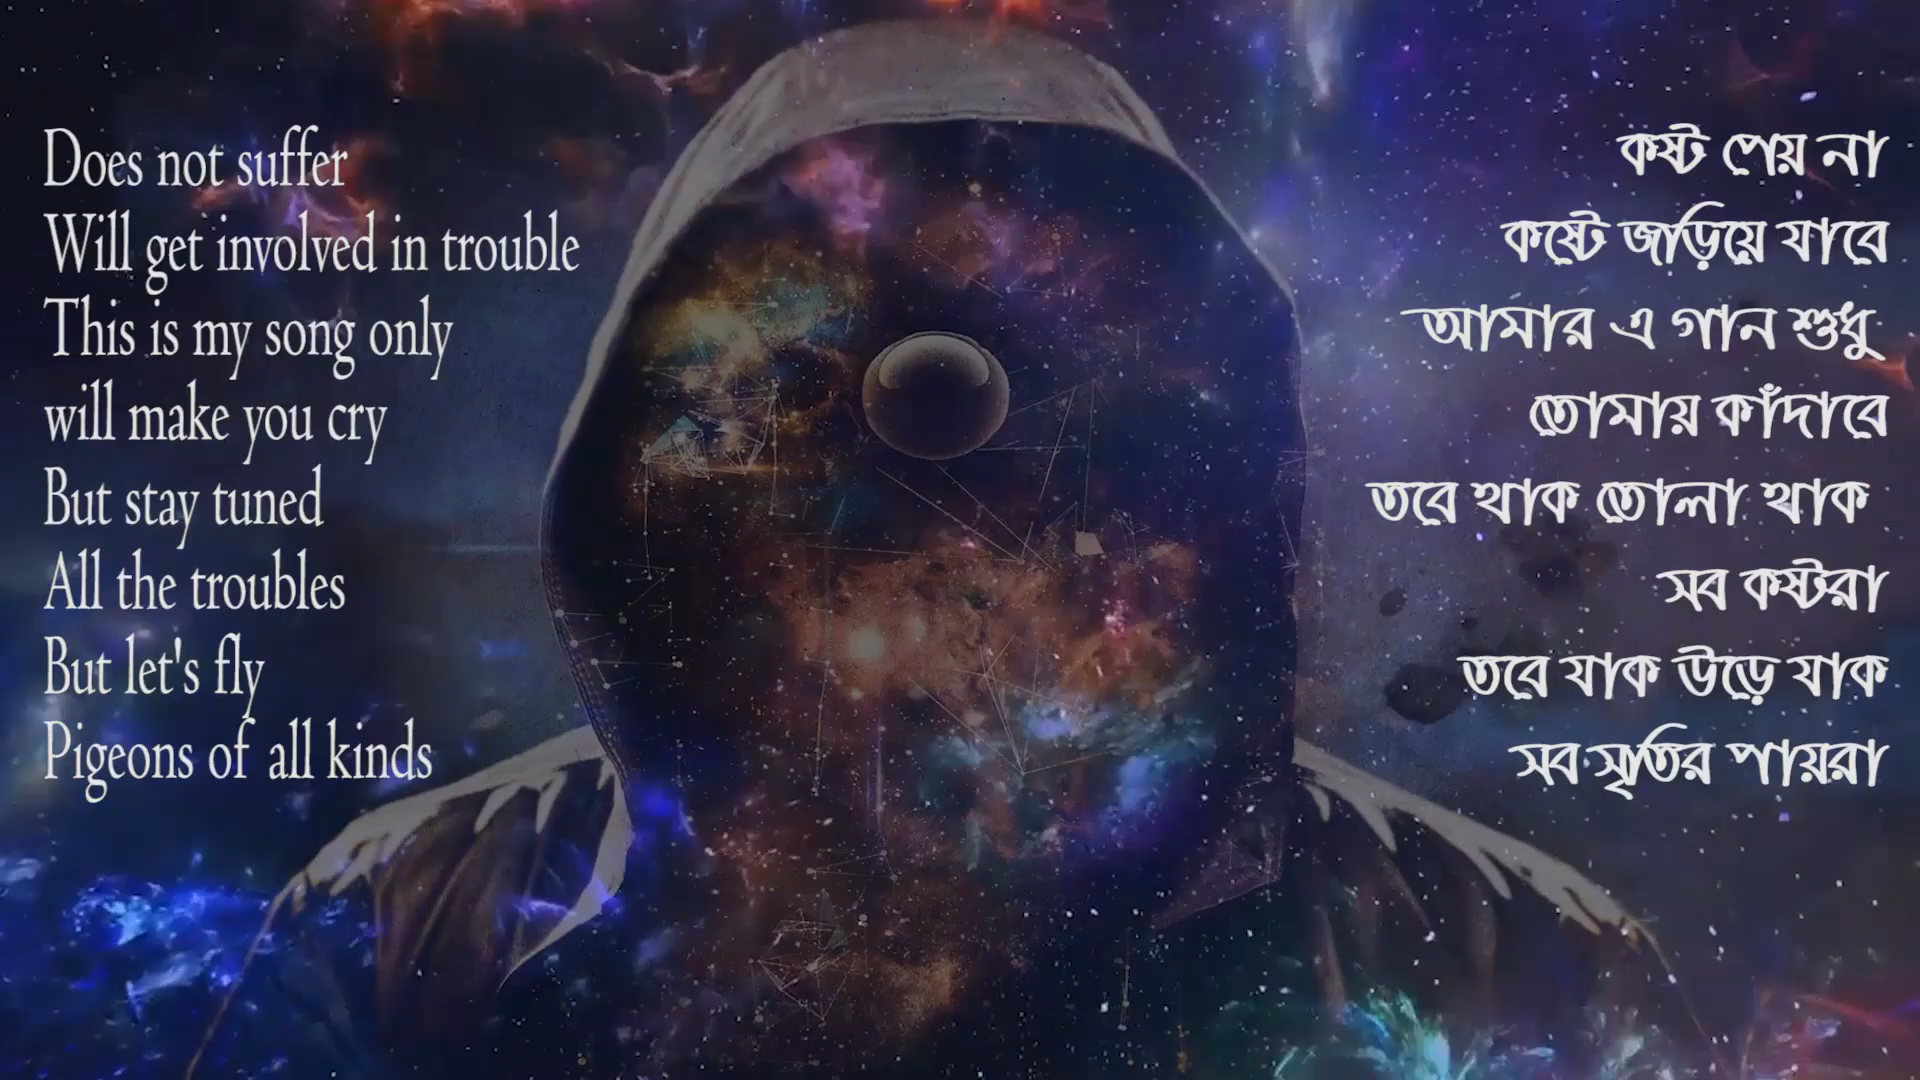 Does not suffer
Will get involved in trouble
This is my song only
will make you cry
But stay tuned
All the troubles
But let's fly
Pigeons of all kinds
কষ্ট পেয় না
কষ্টে জড়িয়ে যাবে
আমার এ গান শুধু
তোমায় কাঁদাবে
তবে থাক তোলা থাক
সব কষ্টরা
তবে যাক উড়ে যাক
সব সৃতির পায়রা